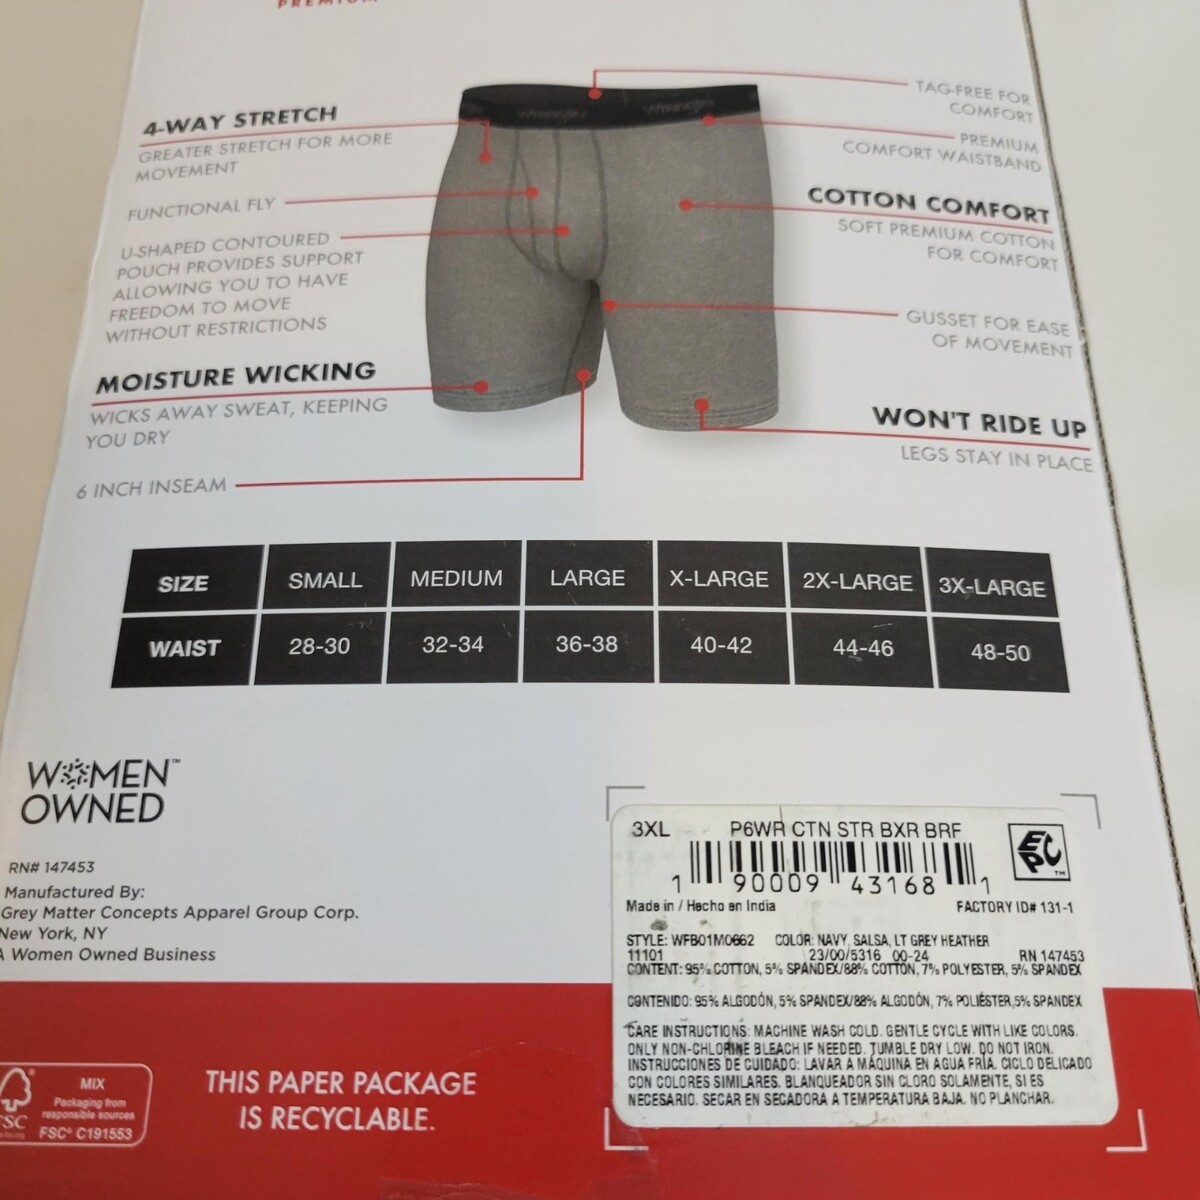 PREMIUM
4-WAY STRETCH
GREATER STRETCH FOR MORE
MOVEMENT
FUNCTIONAL FLY
U-SHAPED CONTOURED
POUCH PROVIDES SUPPORT
ALLOWING YOU TO HAVE
FREEDOM TO MOVE
WITHOUT RESTRICTIONS
MOISTURE WICKING
WICKS AWAY SWEAT, KEEPING
YOU DRY
6 INCH INSEAM
Wrangler Wrangler
TAG-FREE FOR
COMFORT
PREMIUM
COMFORT WAISTBAND
COTTON COMFORT
SOFT PREMIUM COTTON
FOR COMFORT
GUSSET FOR EASE
OF MOVEMENT
WON'T RIDE UP
LEGS STAY IN PLACE
SIZE SMALL MEDIUM LARGE X-LARGE 2X-LARGE 3X-LARGE
WAIST 28-30 32-34 36-38 40-42 44-46 48-50
WOMEN™
OWNED
RN# 147453
Manufactured By:
Grey Matter Concepts Apparel Group Corp.
New York, NY
A Women Owned Business
3XL P6WR CTN STR BXR BRF
EPC™
1 90009 43168 1
Made in / Hecho en India FACTORY ID# 131-1
STYLE: WFB01M0662 COLOR: NAVY, SALSA, LT GREY HEATHER
11101 23/00/5316 00-24 RN 147453
CONTENT: 95% COTTON, 5% SPANDEX/88% COTTON, 7% POLYESTER, 5% SPANDEX
CONTENIDO: 95% ALGODÓN, 5% SPANDEX/88% ALGODÓN, 7% POLIÉSTER,5% SPANDEX
CARE INSTRUCTIONS: MACHINE WASH COLD. GENTLE CYCLE WITH LIKE COLORS.
ONLY NON-CHLORINE BLEACH IF NEEDED. TUMBLE DRY LOW. DO NOT IRON.
INSTRUCCIONES DE CUIDADO: LAVAR A MÁQUINA EN AGUA FRÍA. CICLO DELICADO
CON COLORES SIMILARES. BLANQUEADOR SIN CLORO SOLAMENTE, SI ES
NECESARIO. SECAR EN SECADORA A TEMPERATURA BAJA. NO PLANCHAR.
FSC
MIX
Packaging from
responsible sources
FSC® C191553
THIS PAPER PACKAGE
IS RECYCLABLE.